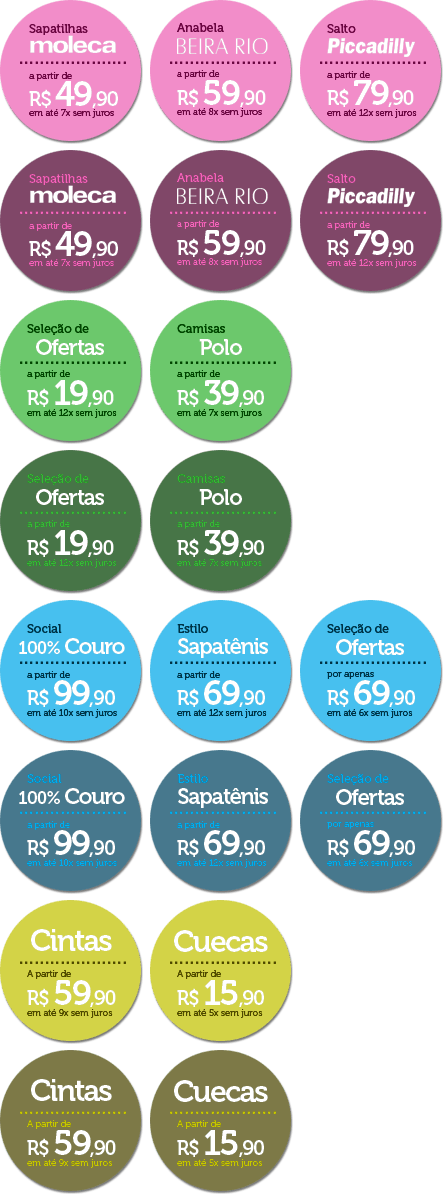 Sapatilhas
moleca
a partir de
R$ 49,90
em até 7x sem juros
Anabela
BEIRA RIO
a partir de
R$ 59,90
em até 8x sem juros
Salto
Piccadilly
a partir de
R$ 79,90
em até 12x sem juros
Sapatilhas
moleca
a partir de
R$ 49,90
em até 7x sem juros
Anabela
BEIRA RIO
a partir de
R$ 59,90
em até 8x sem juros
Salto
Piccadilly
a partir de
R$ 79,90
em até 12x sem juros
Seleção de
Ofertas
a partir de
R$ 19,90
em até 12x sem juros
Camisas
Polo
a partir de
R$ 39,90
em até 7x sem juros
Seleção de
Ofertas
a partir de
R$ 19,90
em até 12x sem juros
Camisas
Polo
a partir de
R$ 39,90
em até 7x sem juros
Social
100% Couro
a partir de
R$ 99,90
em até 10x sem juros
Estilo
Sapatênis
a partir de
R$ 69,90
em até 12x sem juros
Seleção de
Ofertas
por apenas
R$ 69,90
em até 6x sem juros
Social
100% Couro
a partir de
R$ 99,90
em até 10x sem juros
Estilo
Sapatênis
a partir de
R$ 69,90
em até 12x sem juros
Seleção de
Ofertas
por apenas
R$ 69,90
em até 6x sem juros
Cintas
A partir de
R$ 59,90
em até 9x sem juros
Cuecas
A partir de
R$ 15,90
em até 5x sem juros
Cintas
A partir de
R$ 59,90
em até 9x sem juros
Cuecas
A partir de
R$ 15,90
em até 5x sem juros